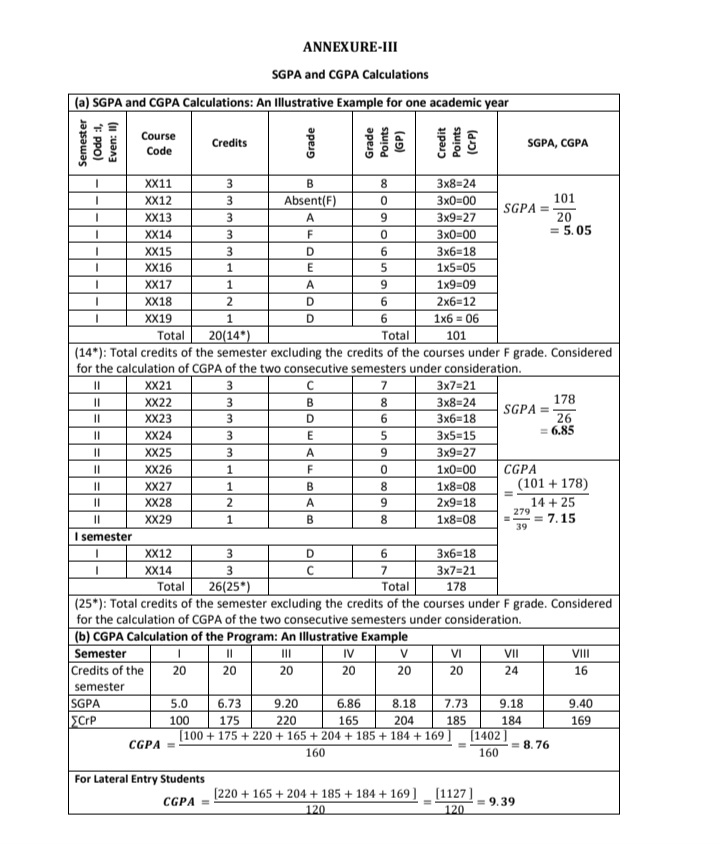 ANNEXURE-III
SGPA and CGPA Calculations
(a) SGPA and CGPA Calculations: An Illustrative Example for one academic year
Semester (Odd :I, Even: II) Course Code Credits Grade Grade Points (GP) Credit Points (CrP) SGPA, CGPA
I XX11 3 B 8 3x8=24
I XX12 3 Absent(F) 0 3x0=00
I XX13 3 A 9 3x9=27
I XX14 3 F 0 3x0=00
I XX15 3 D 6 3x6=18
I XX16 1 E 5 1x5=05
I XX17 1 A 9 1x9=09
I XX18 2 D 6 2x6=12
I XX19 1 D 6 1x6 = 06
SGPA = 101/20
= 5.05
Total 20(14*) Total 101
(14*): Total credits of the semester excluding the credits of the courses under F grade. Considered
for the calculation of CGPA of the two consecutive semesters under consideration.
II XX21 3 C 7 3x7=21
II XX22 3 B 8 3x8=24
II XX23 3 D 6 3x6=18
II XX24 3 E 5 3x5=15
II XX25 3 A 9 3x9=27
II XX26 1 F 0 1x0=00
II XX27 1 B 8 1x8=08
II XX28 2 A 9 2x9=18
II XX29 1 B 8 1x8=08
SGPA = 178/26
= 6.85
CGPA
= (101 + 178)/14 + 25
= 279/39 = 7.15
I semester
I XX12 3 D 6 3x6=18
I XX14 3 C 7 3x7=21
Total 26(25*) Total 178
(25*): Total credits of the semester excluding the credits of the courses under F grade. Considered
for the calculation of CGPA of the two consecutive semesters under consideration.
(b) CGPA Calculation of the Program: An Illustrative Example
Semester I II III IV V VI VII VIII
Credits of the semester 20 20 20 20 20 20 24 16
SGPA 5.0 6.73 9.20 6.86 8.18 7.73 9.18 9.40
∑CrP 100 175 220 165 204 185 184 169
CGPA = [100 + 175 + 220 + 165 + 204 + 185 + 184 + 169]/160 = [1402]/160 = 8.76
For Lateral Entry Students
CGPA = [220 + 165 + 204 + 185 + 184 + 169]/120 = [1127]/120 = 9.39